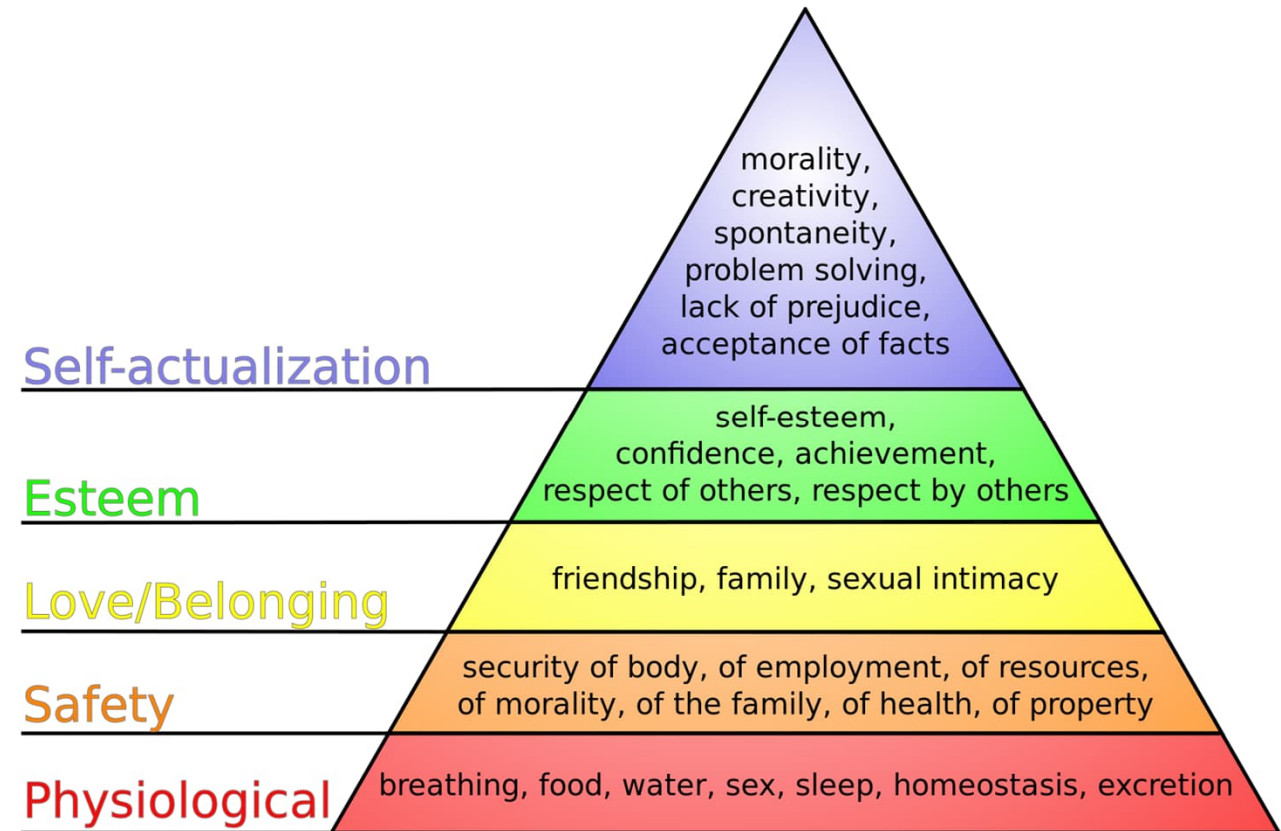 morality,
creativity,
spontaneity,
problem solving,
lack of prejudice,
acceptance of facts
Self-actualization
self-esteem,
confidence, achievement,
respect of others, respect by others
Esteem
friendship, family, sexual intimacy
Love/Belonging
security of body, of employment, of resources,
of morality, of the family, of health, of property
Safety
breathing, food, water, sex, sleep, homeostasis, excretion
Physiological